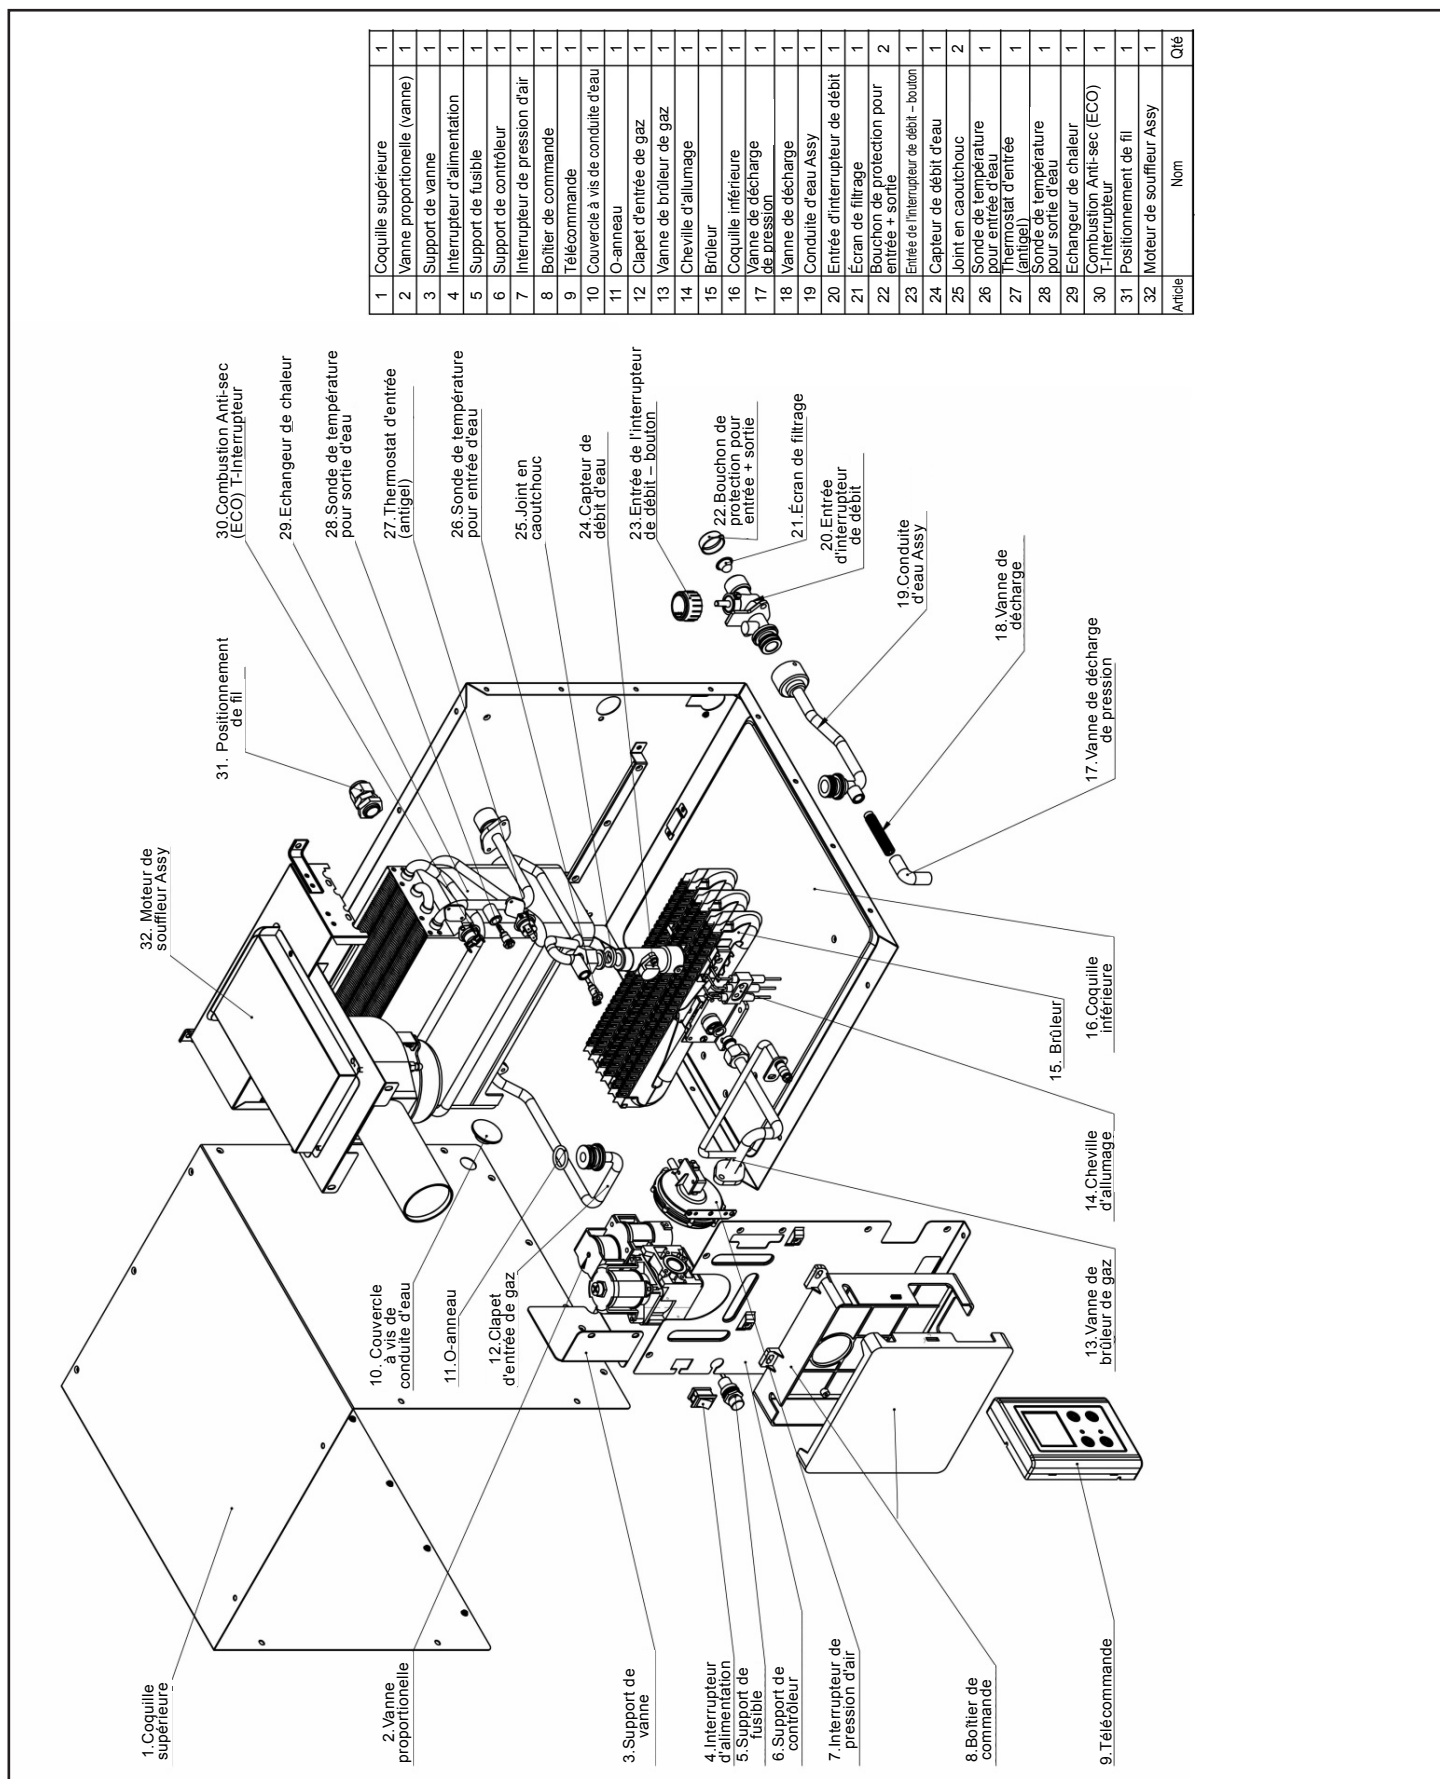 1 Coquille supérieure 1
2 Vanne proportionelle (vanne) 1
3 Support de vanne 1
4 Interrupteur d'alimentation 1
5 Support de fusible 1
6 Support de contrôleur 1
7 Interrupteur de pression d'air 1
8 Boîtier de commande 1
9 Télécommande 1
10 Couvercle à vis de conduite d'eau 1
11 O-anneau 1
12 Clapet d'entrée de gaz 1
13 Vanne de brûleur de gaz 1
14 Cheville d'allumage 1
15 Brûleur 1
16 Coquille inférieure 1
17 Vanne de décharge
de pression 1
18 Vanne de décharge 1
19 Conduite d'eau Assy 1
20 Entrée d'interrupteur de débit 1
21 Écran de filtrage 1
22 Bouchon de protection pour
entrée + sortie 2
23 Entrée de l'interrupteur de débit – bouton 1
24 Capteur de débit d'eau 1
25 Joint en caoutchouc 2
26 Sonde de température
pour entrée d'eau 1
27 Thermostat d'entrée
(antigel) 1
28 Sonde de température
pour sortie d'eau 1
29 Echangeur de chaleur 1
30 Combustion Anti-sec (ECO)
T-Interrupteur 1
31 Positionnement de fil 1
32 Moteur de souffleur Assy 1
Article Nom Qté
30.Combustion Anti-sec
(ECO) T-Interrupteur
29.Echangeur de chaleur
28.Sonde de température
pour sortie d'eau
27.Thermostat d'entrée
(antigel)
26.Sonde de température
pour entrée d'eau
25.Joint en
caoutchouc
24.Capteur de
débit d'eau
23.Entrée de l'interrupteur
de débit – bouton
22.Bouchon de
protection pour
entrée + sortie
21.Écran de filtrage
20.Entrée
d'interrupteur
de débit
19.Conduite
d'eau Assy
18.Vanne de
décharge
17.Vanne de décharge
de pression
31. Positionnement
de fil
32. Moteur de
souffleur Assy
16.Coquille
inférieure
15. Brûleur
14.Cheville
d'allumage
13.Vanne de
brûleur de gaz
10. Couvercle
à vis de
conduite d'eau
11.O-anneau
12.Clapet
d'entrée de gaz
1.Coquille
supérieure
2.Vanne
proportionelle
3.Support de
vanne
4.Interrupteur
d'alimentation
5.Support de
fusible
6.Support de
contrôleur
7.Interrupteur de
pression d'air
8.Boîtier de
commande
9.Télécommande